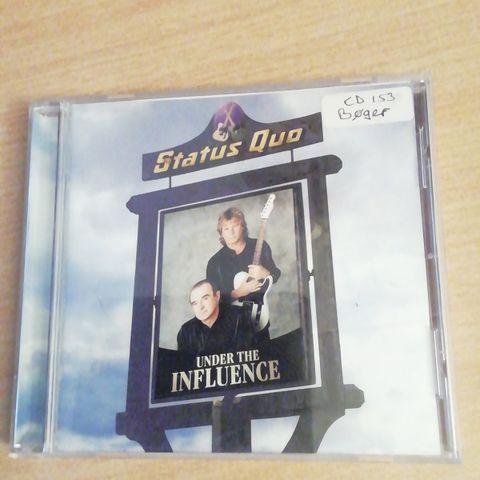 CD 153
Bøger
Status Quo
UNDER THE
INFLUENCE